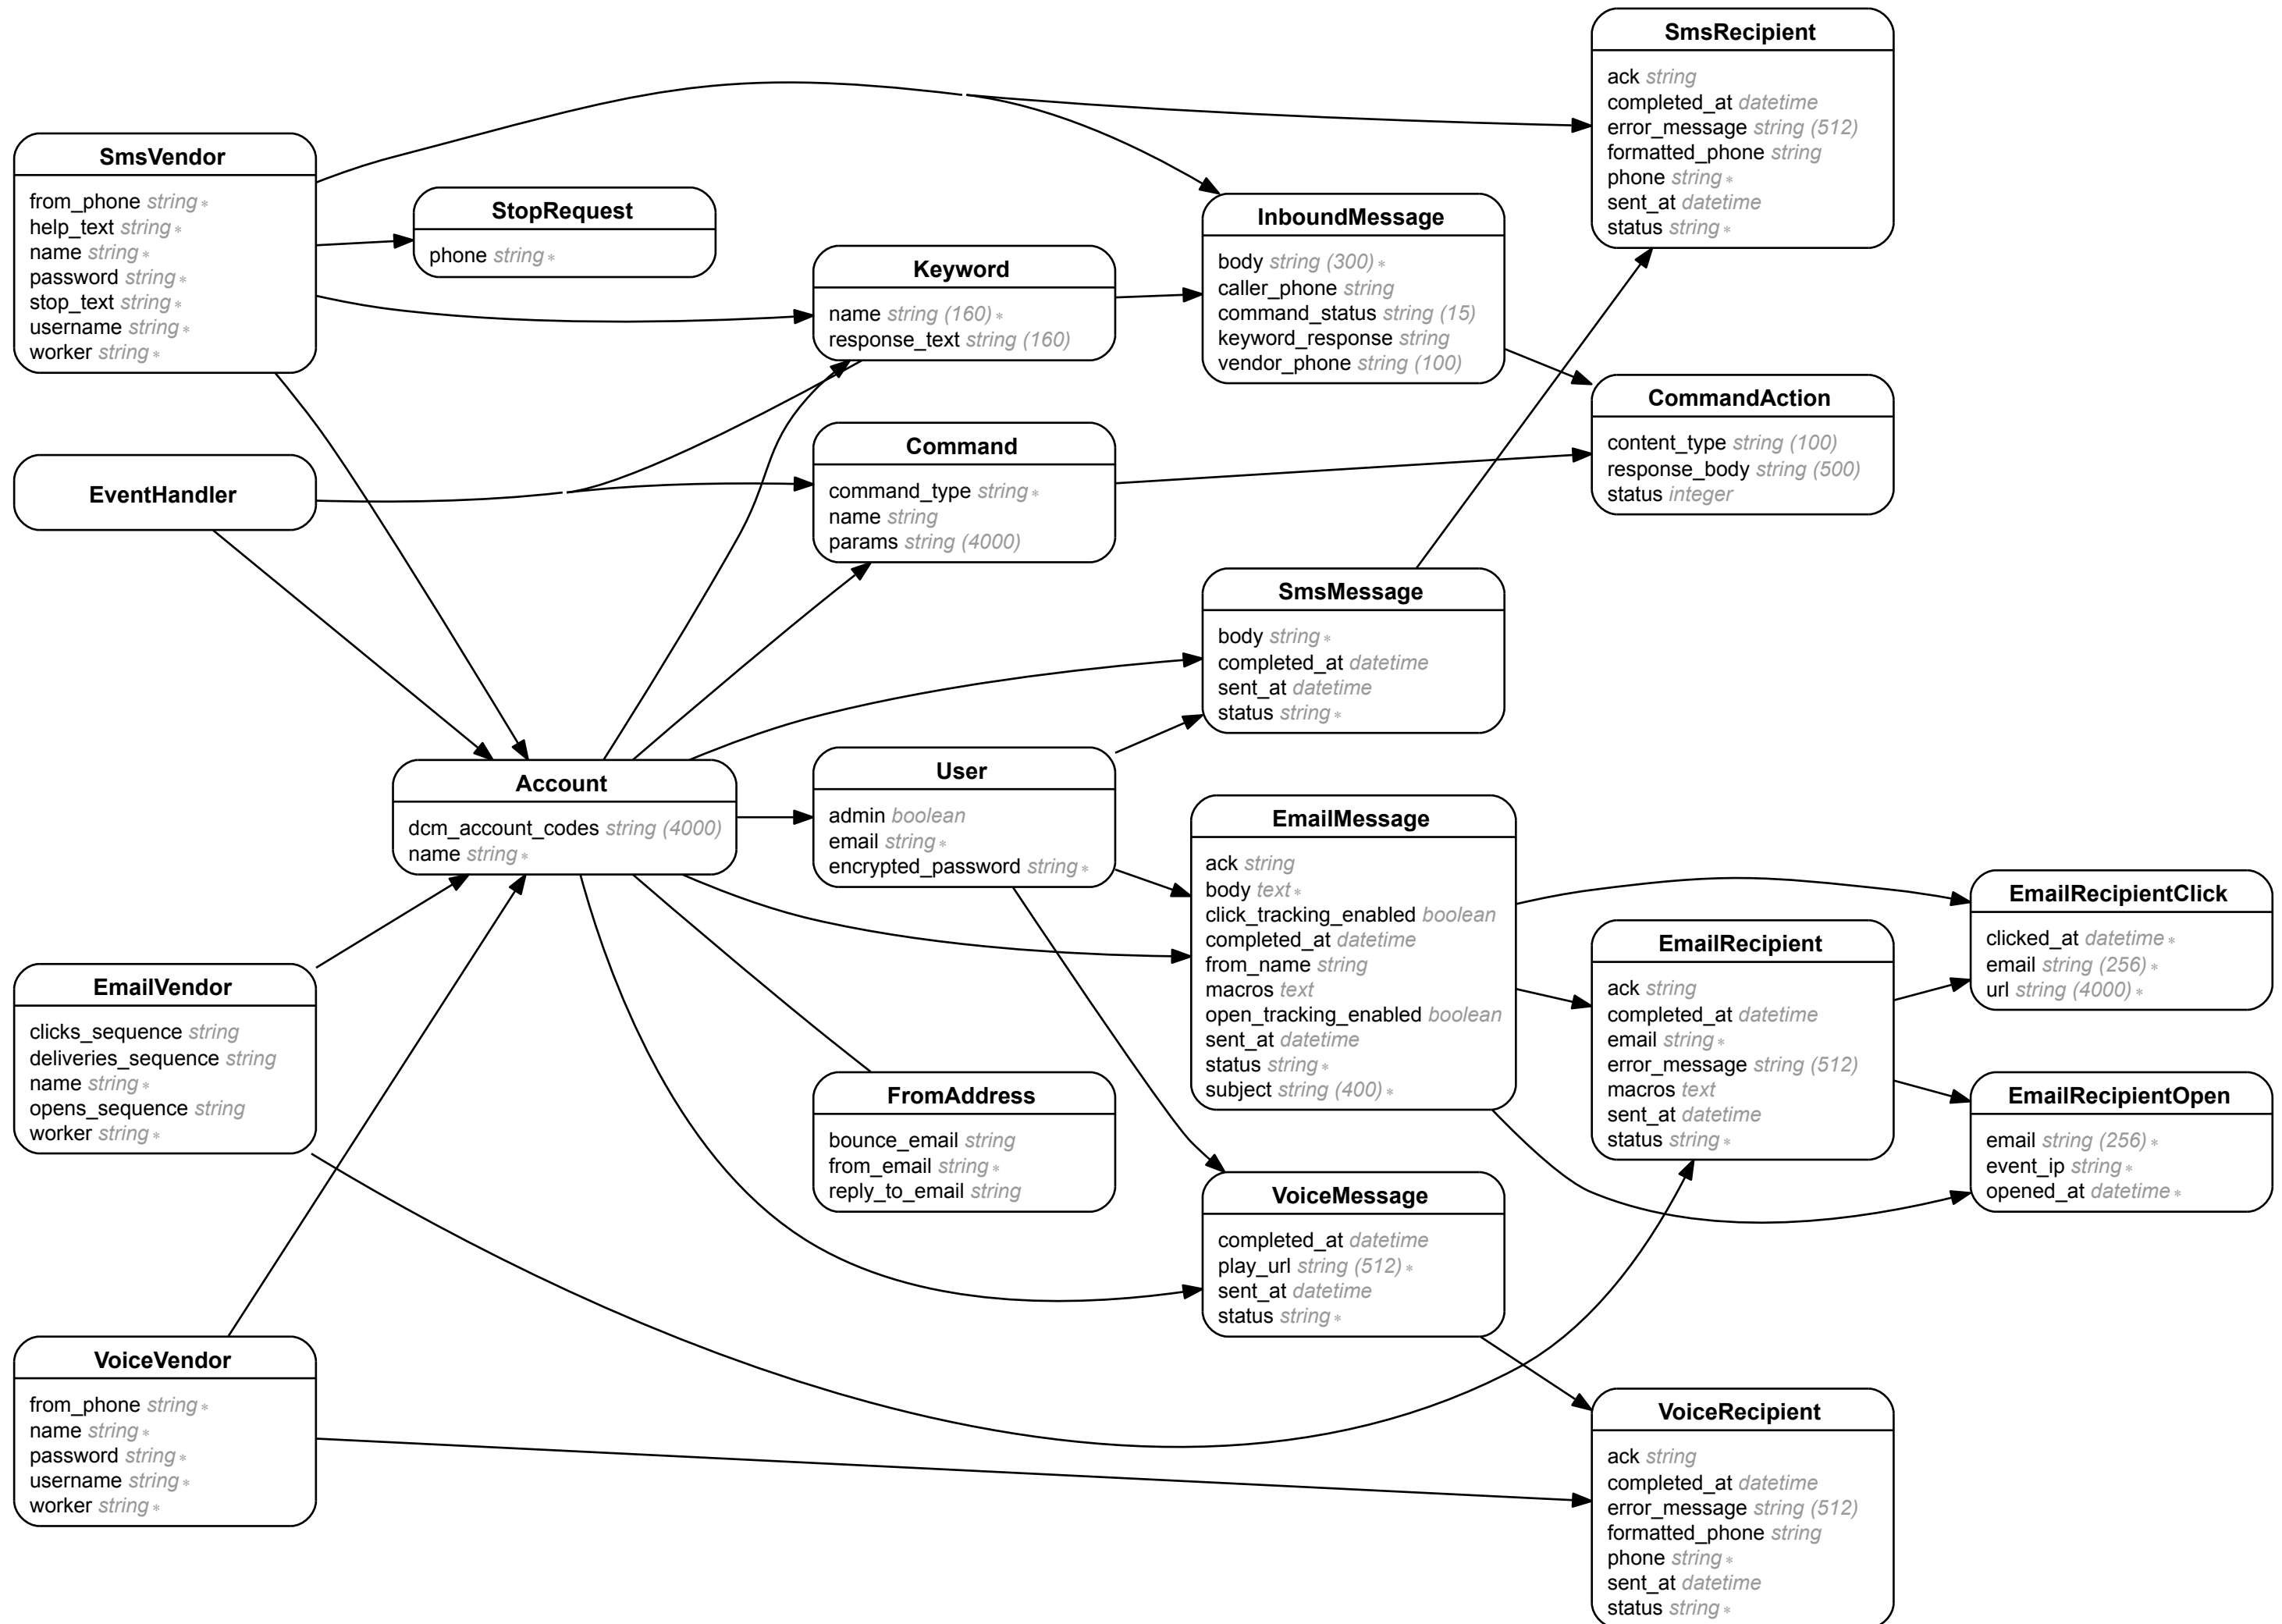 SmsVendor
from_phone string *
help_text string *
name string *
password string *
stop_text string *
username string *
worker string *
EventHandler
EmailVendor
clicks_sequence string
deliveries_sequence string
name string *
opens_sequence string
worker string *
VoiceVendor
from_phone string *
name string *
password string *
username string *
worker string *
StopRequest
phone string *
Account
dcm_account_codes string (4000)
name string *
Keyword
name string (160) *
response_text string (160)
Command
command_type string *
name string
params string (4000)
User
admin boolean
email string *
encrypted_password string *
FromAddress
bounce_email string
from_email string *
reply_to_email string
InboundMessage
body string (300) *
caller_phone string
command_status string (15)
keyword_response string
vendor_phone string (100)
SmsMessage
body string *
completed_at datetime
sent_at datetime
status string *
EmailMessage
ack string
body text *
click_tracking_enabled boolean
completed_at datetime
from_name string
macros text
open_tracking_enabled boolean
sent_at datetime
status string *
subject string (400) *
VoiceMessage
completed_at datetime
play_url string (512) *
sent_at datetime
status string *
SmsRecipient
ack string
completed_at datetime
error_message string (512)
formatted_phone string
phone string *
sent_at datetime
status string *
CommandAction
content_type string (100)
response_body string (500)
status integer
EmailRecipient
ack string
completed_at datetime
email string *
error_message string (512)
macros text
sent_at datetime
status string *
VoiceRecipient
ack string
completed_at datetime
error_message string (512)
formatted_phone string
phone string *
sent_at datetime
status string *
EmailRecipientClick
clicked_at datetime *
email string (256) *
url string (4000) *
EmailRecipientOpen
email string (256) *
event_ip string *
opened_at datetime *